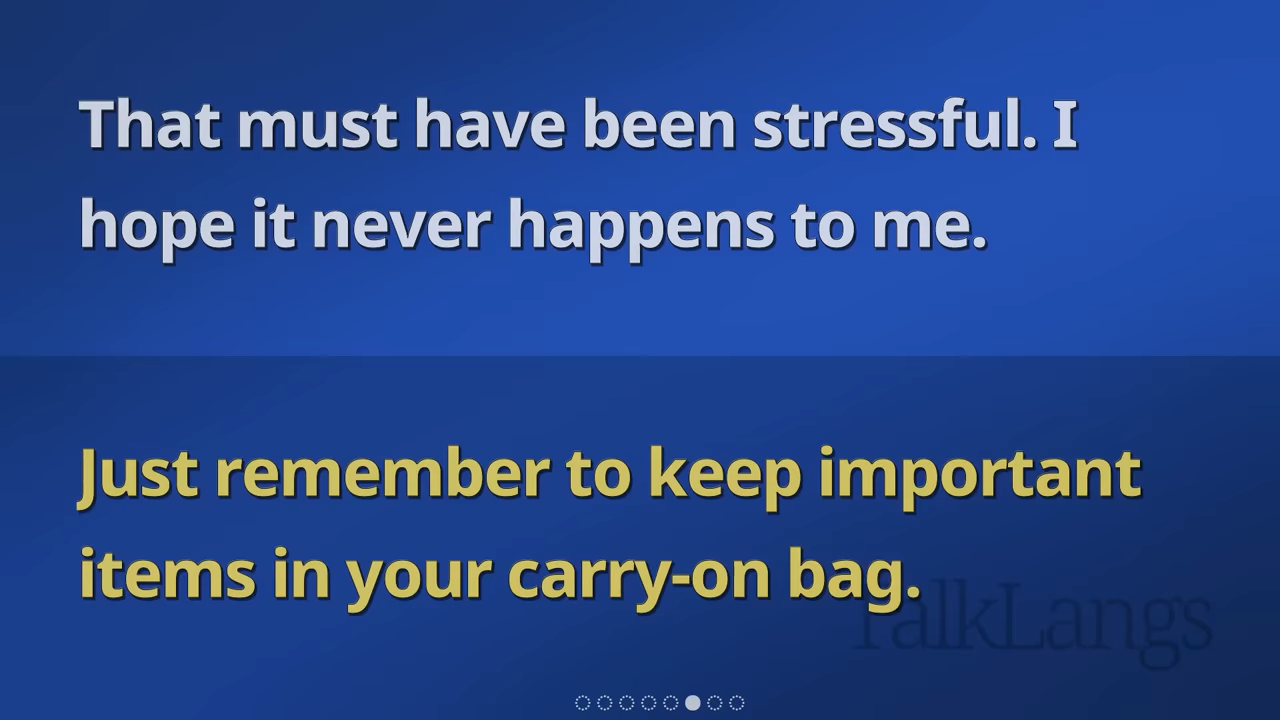 That must have been stressful. I
hope it never happens to me.
Just remember to keep important
items in your carry-on bag.
TalkLangs